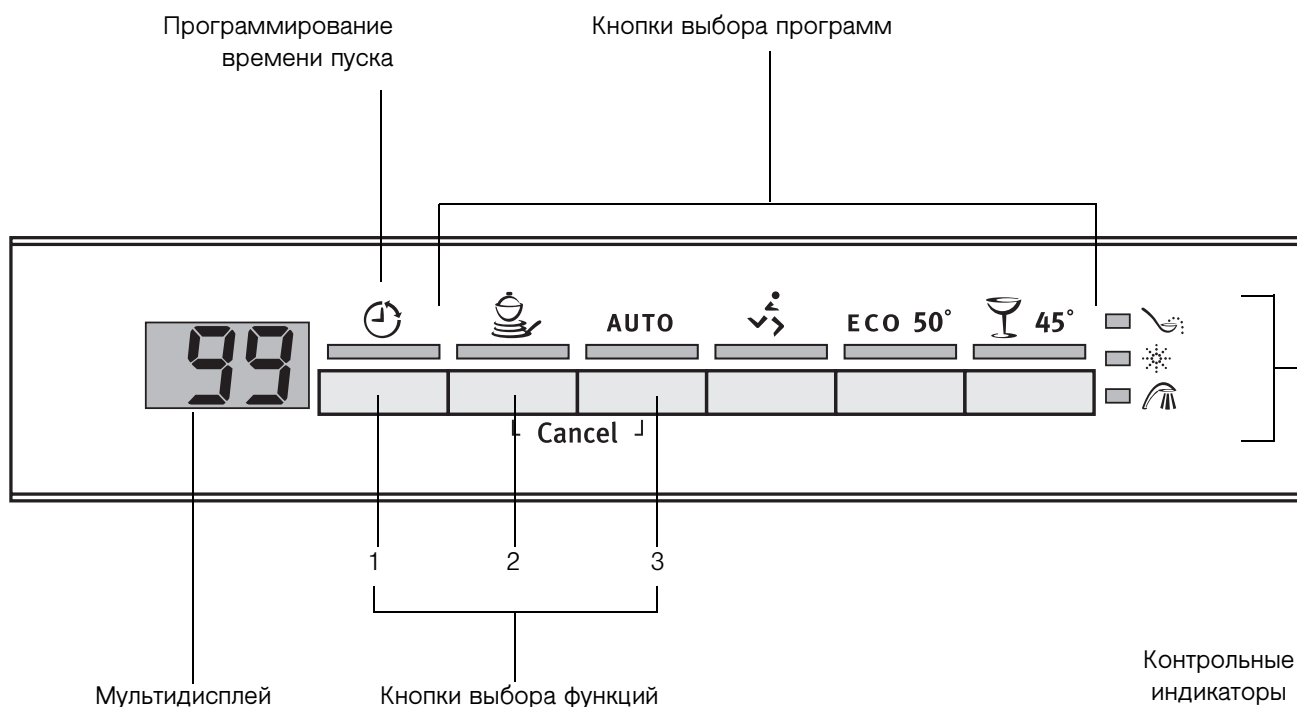 Программирование
времени пуска
Кнопки выбора программ
99
AUTO
ECO 50°
45°
Cancel
1 2 3
Мультидисплей
Кнопки выбора функций
Контрольные
индикаторы